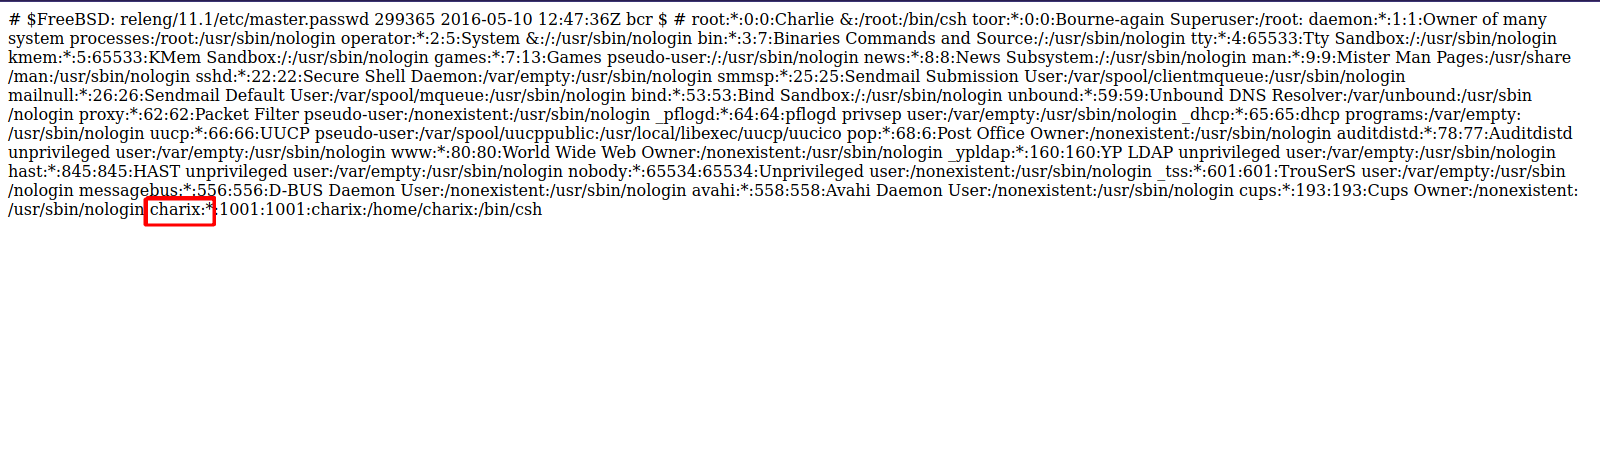 # $FreeBSD: releng/11.1/etc/master.passwd 299365 2016-05-10 12:47:36Z bcr $ # root:*:0:0:Charlie &:/root:/bin/csh toor:*:0:0:Bourne-again Superuser:/root: daemon:*:1:1:Owner of many
system processes:/root:/usr/sbin/nologin operator:*:2:5:System &:/:/usr/sbin/nologin bin:*:3:7:Binaries Commands and Source:/:/usr/sbin/nologin tty:*:4:65533:Tty Sandbox:/:/usr/sbin/nologin
kmem:*:5:65533:KMem Sandbox:/:/usr/sbin/nologin games:*:7:13:Games pseudo-user:/:/usr/sbin/nologin news:*:8:8:News Subsystem:/:/usr/sbin/nologin man:*:9:9:Mister Man Pages:/usr/share
/man:/usr/sbin/nologin sshd:*:22:22:Secure Shell Daemon:/var/empty:/usr/sbin/nologin smmsp:*:25:25:Sendmail Submission User:/var/spool/clientmqueue:/usr/sbin/nologin
mailnull:*:26:26:Sendmail Default User:/var/spool/mqueue:/usr/sbin/nologin bind:*:53:53:Bind Sandbox:/:/usr/sbin/nologin unbound:*:59:59:Unbound DNS Resolver:/var/unbound:/usr/sbin
/nologin proxy:*:62:62:Packet Filter pseudo-user:/nonexistent:/usr/sbin/nologin _pflogd:*:64:64:pflogd privsep user:/var/empty:/usr/sbin/nologin _dhcp:*:65:65:dhcp programs:/var/empty:
/usr/sbin/nologin uucp:*:66:66:UUCP pseudo-user:/var/spool/uucppublic:/usr/local/libexec/uucp/uucico pop:*:68:6:Post Office Owner:/nonexistent:/usr/sbin/nologin auditdistd:*:78:77:Auditdistd
unprivileged user:/var/empty:/usr/sbin/nologin www:*:80:80:World Wide Web Owner:/nonexistent:/usr/sbin/nologin _ypldap:*:160:160:YP LDAP unprivileged user:/var/empty:/usr/sbin/nologin
hast:*:845:845:HAST unprivileged user:/var/empty:/usr/sbin/nologin nobody:*:65534:65534:Unprivileged user:/nonexistent:/usr/sbin/nologin _tss:*:601:601:TrouSerS user:/var/empty:/usr/sbin
/nologin messagebus:*:556:556:D-BUS Daemon User:/nonexistent:/usr/sbin/nologin avahi:*:558:558:Avahi Daemon User:/nonexistent:/usr/sbin/nologin cups:*:193:193:Cups Owner:/nonexistent:
/usr/sbin/nologin charix:*:1001:1001:charix:/home/charix:/bin/csh